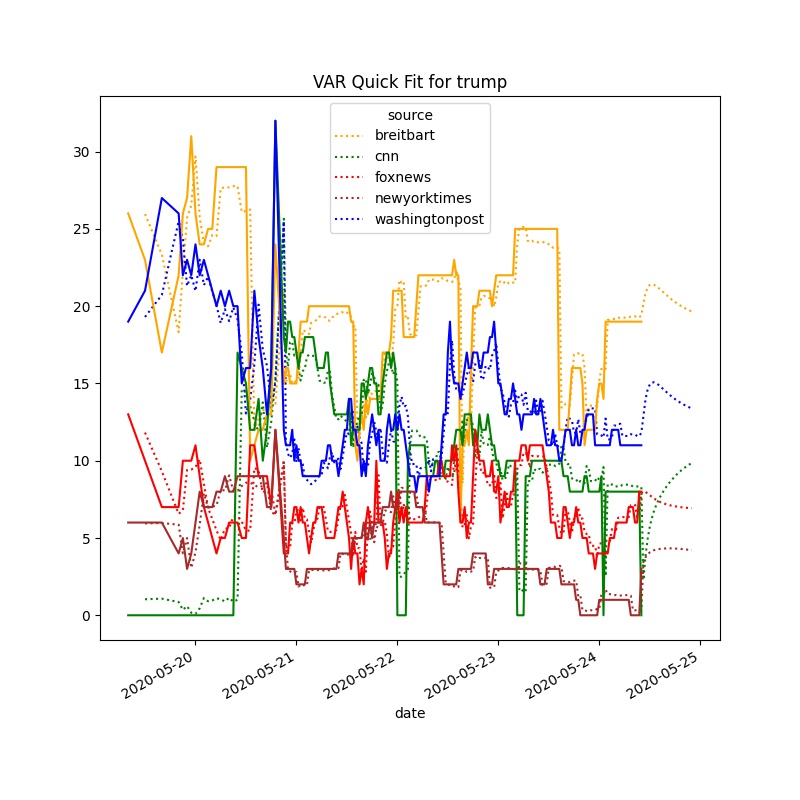 VAR Quick Fit for trump
source
breitbart
cnn
foxnews
newyorktimes
washingtonpost
30
25
20
15
10
5
0
2020-05-20
2020-05-21
2020-05-22
2020-05-23
2020-05-24
2020-05-25
date